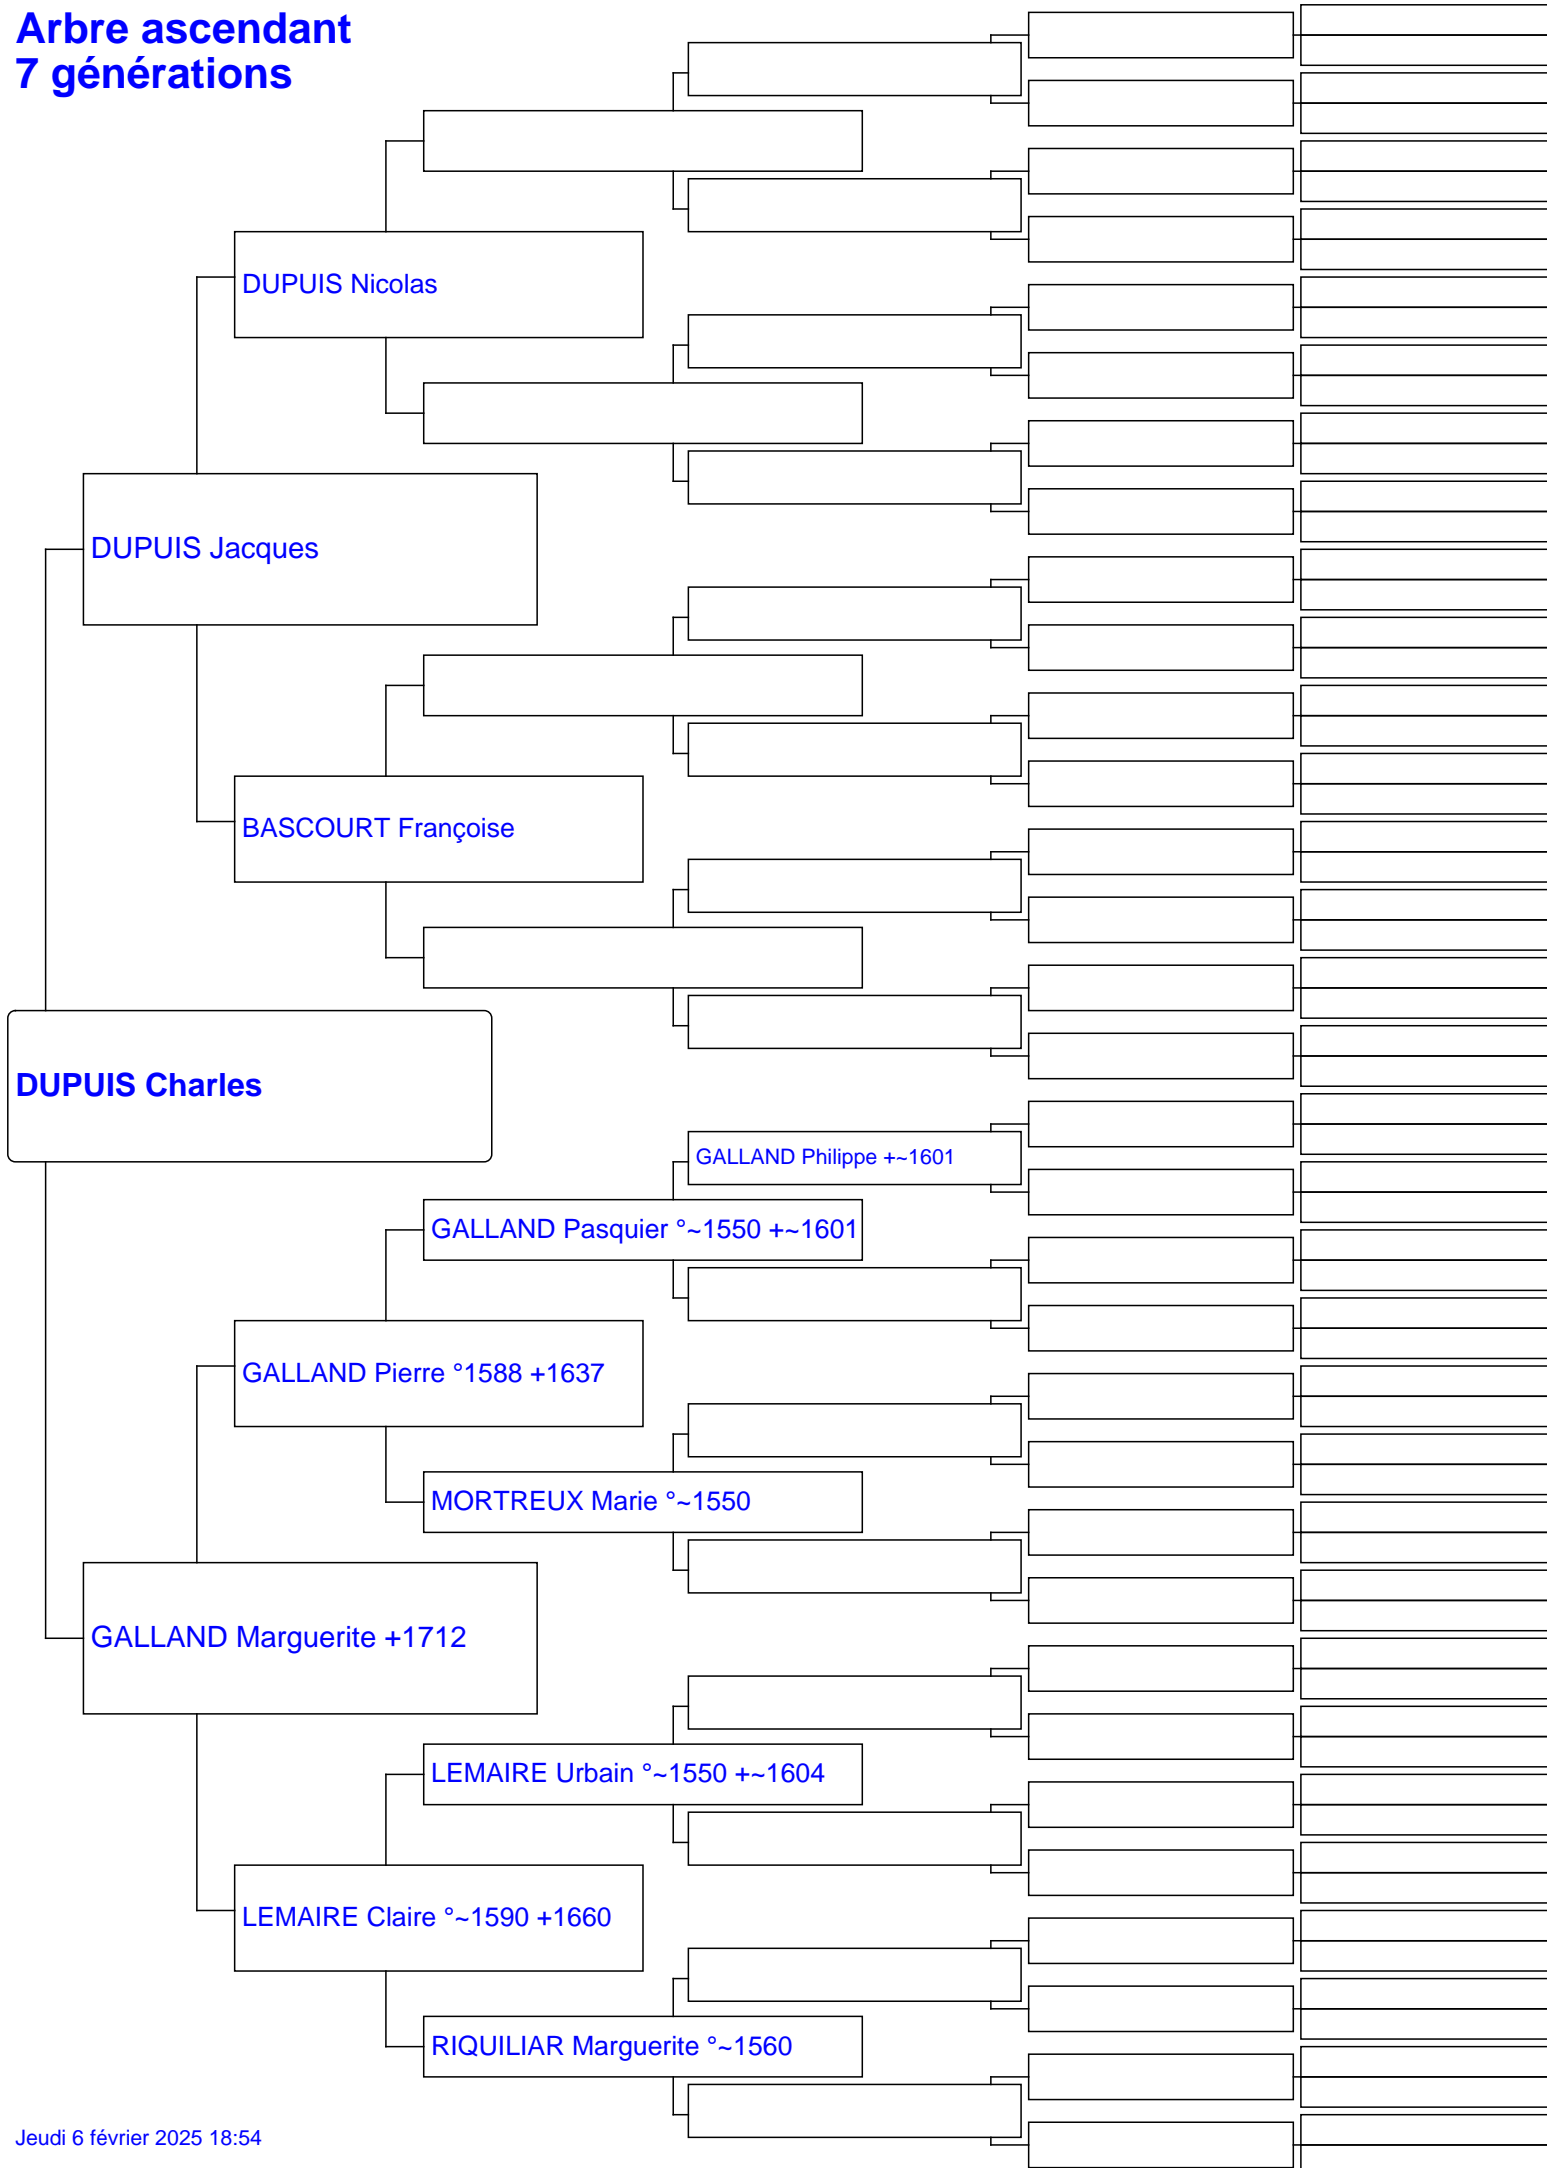 Arbre ascendant
7 générations
DUPUIS Nicolas
DUPUIS Jacques
BASCOURT Françoise
DUPUIS Charles
GALLAND Philippe +~1601
GALLAND Pasquier °~1550 +~1601
GALLAND Pierre °1588 +1637
MORTREUX Marie °~1550
GALLAND Marguerite +1712
LEMAIRE Urbain °~1550 +~1604
LEMAIRE Claire °~1590 +1660
RIQUILIAR Marguerite °~1560
Jeudi 6 février 2025 18:54